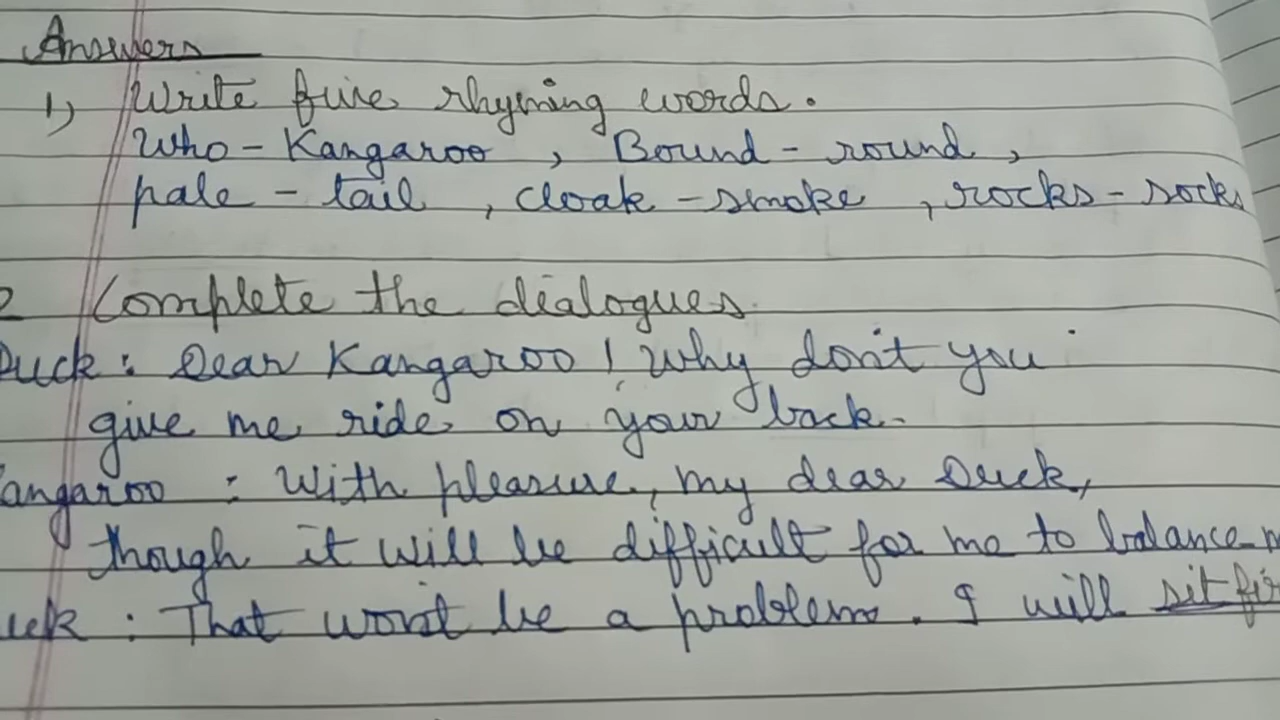 Answers
1) Write five rhyming words.
Who - Kangaroo , Bound - round ,
pale - tail , cloak - smoke , rocks - socks
2 Complete the dialogues.
Duck : Dear Kangaroo ! Why don't you
give me ride on your back.
Kangaroo : With pleasure, my dear Duck,
though it will be difficult for me to balance
uck : That won't be a problem. I will sit